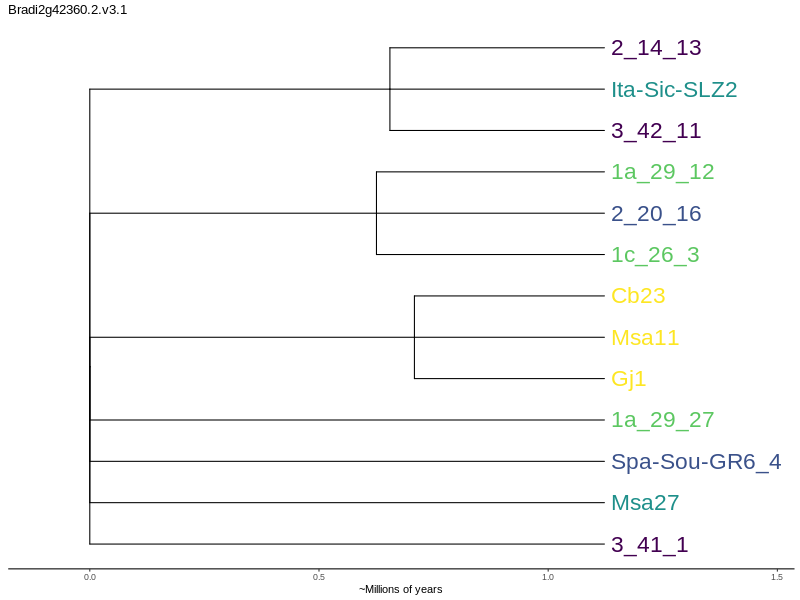 Bradi2g42360.2.v3.1
2_14_13
Ita-Sic-SLZ2
3_42_11
1a_29_12
2_20_16
1c_26_3
Cb23
Msa11
Gj1
1a_29_27
Spa-Sou-GR6_4
Msa27
3_41_1
0.0 0.5 1.0 1.5
~Millions of years